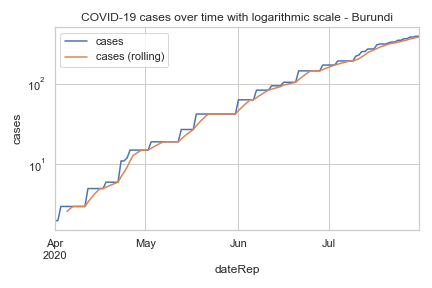 COVID-19 cases over time with logarithmic scale - Burundi
cases
cases (rolling)
10²
10¹
cases
Apr
2020
May
Jun
Jul
dateRep